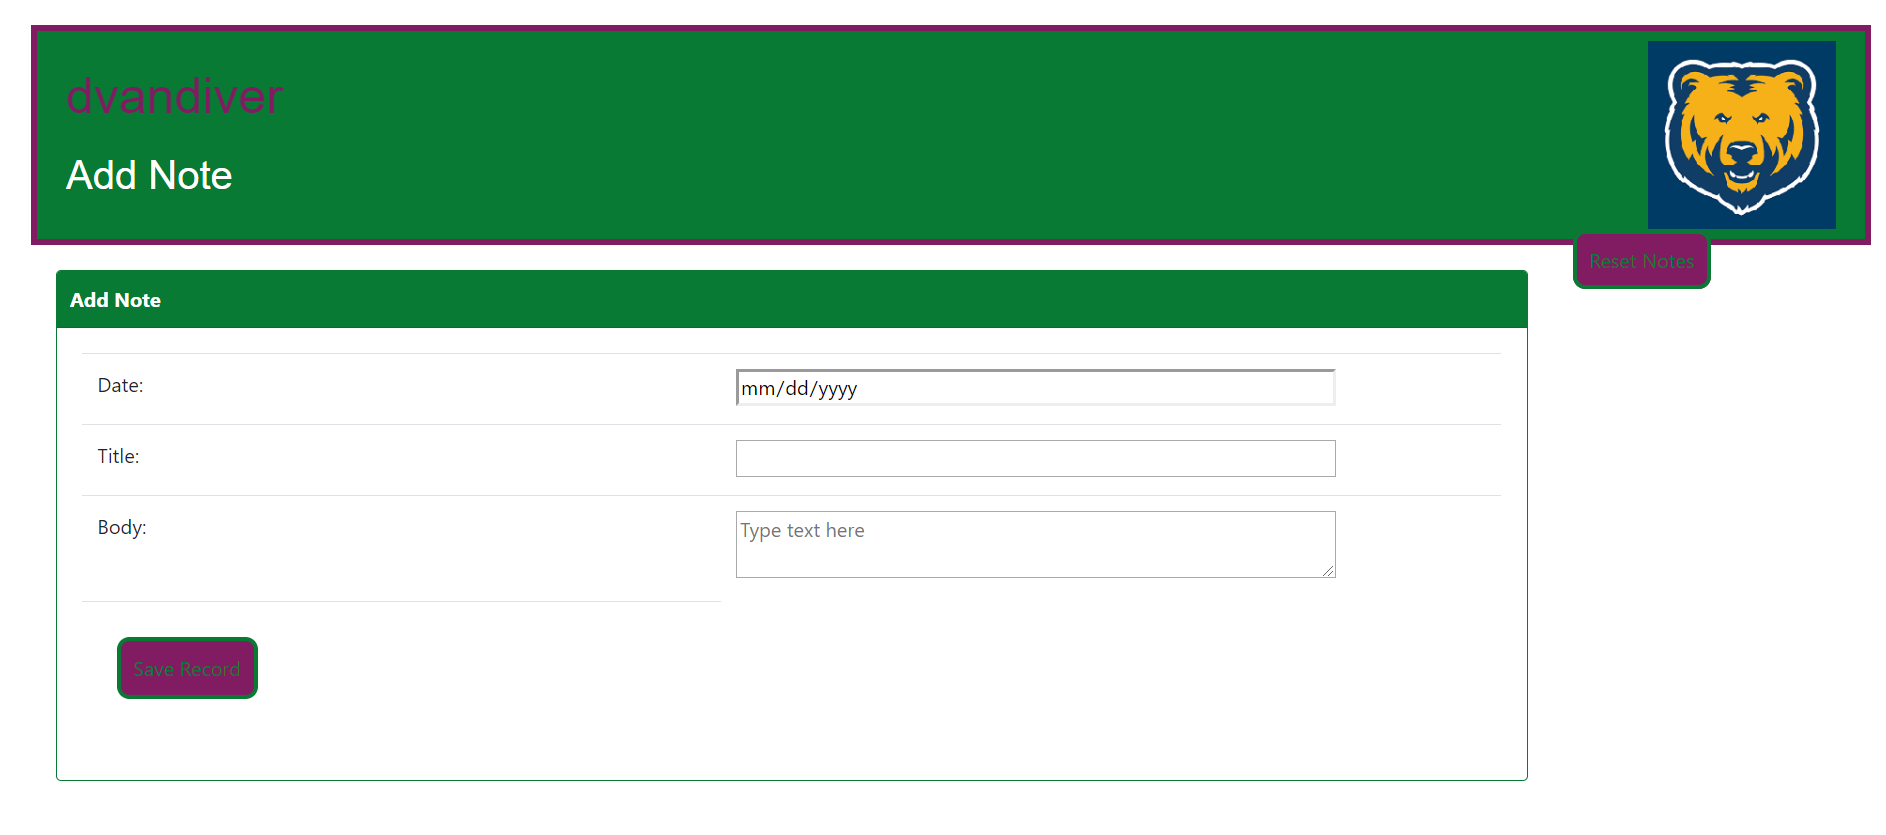 dvandiver
Add Note
Reset Notes
Add Note
Date:
mm/dd/yyyy
Title:
Body:
Type text here
Save Record